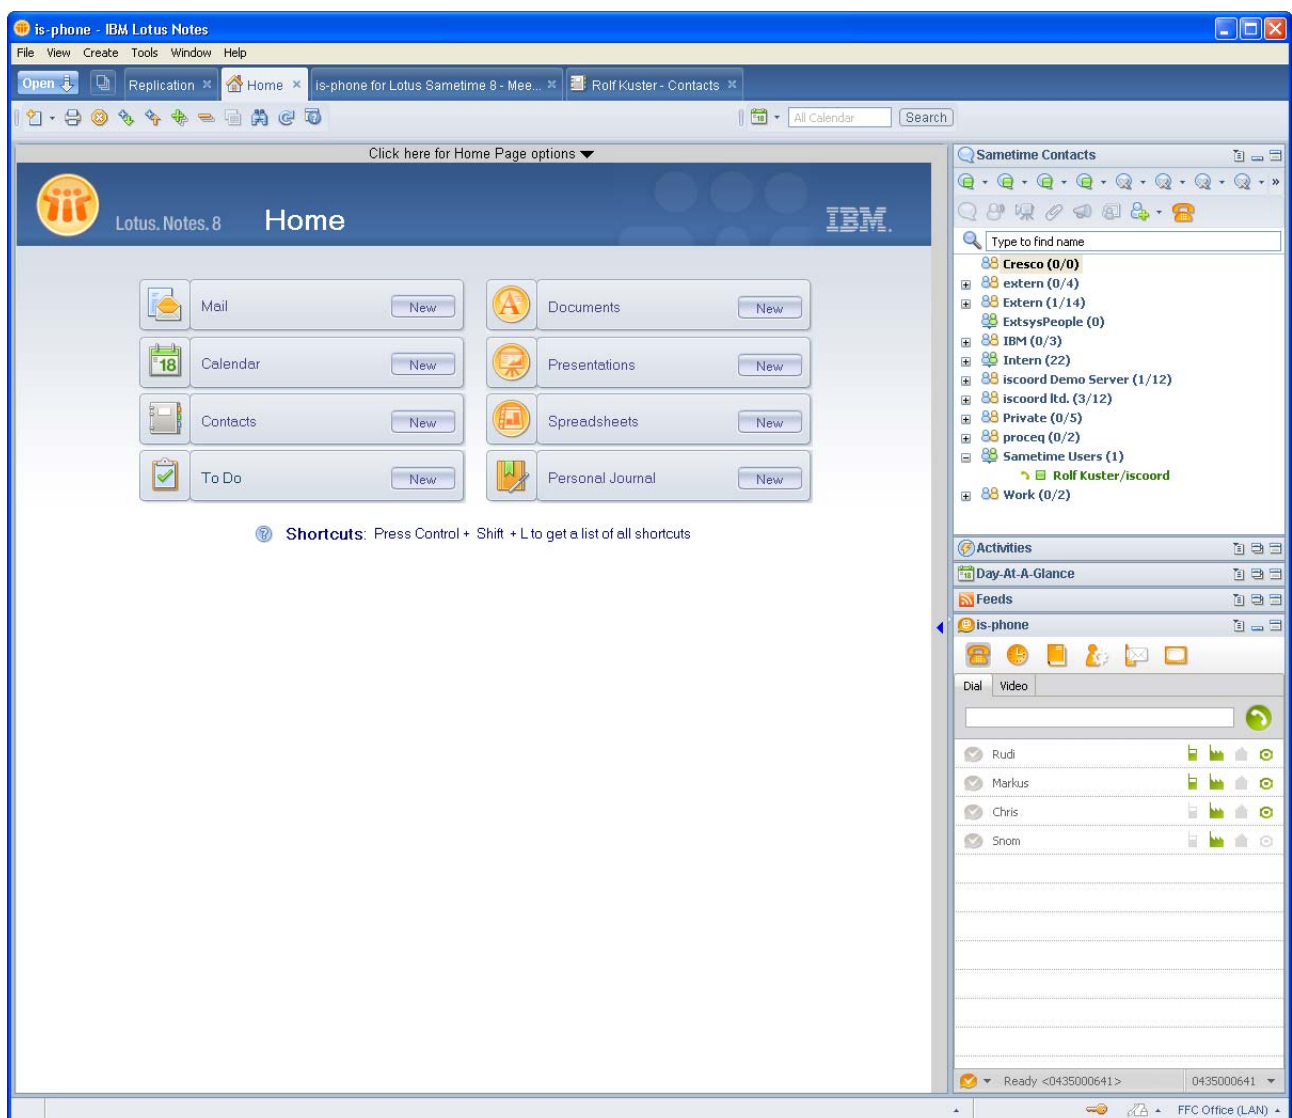 is-phone - IBM Lotus Notes
File View Create Tools Window Help
Open Replication Home is-phone for Lotus Sametime 8 - Mee... Rolf Kuster - Contacts
18 All Calendar Search
Click here for Home Page options
Lotus. Notes. 8 Home IBM.
Mail New Documents New
18 Calendar New Presentations New
Contacts New Spreadsheets New
To Do New Personal Journal New
Shortcuts: Press Control + Shift + L to get a list of all shortcuts
Sametime Contacts
Type to find name
Cresco (0/0)
extern (0/4)
Extern (1/14)
ExtsysPeople (0)
IBM (0/3)
Intern (22)
iscoord Demo Server (1/12)
iscoord ltd. (3/12)
Private (0/5)
proceq (0/2)
Sametime Users (1)
Rolf Kuster/iscoord
Work (0/2)
Activities
Day-At-A-Glance
Feeds
is-phone
Dial Video
Rudi
Markus
Chris
Snom
Ready <0435000641> 0435000641
FFC Office (LAN)